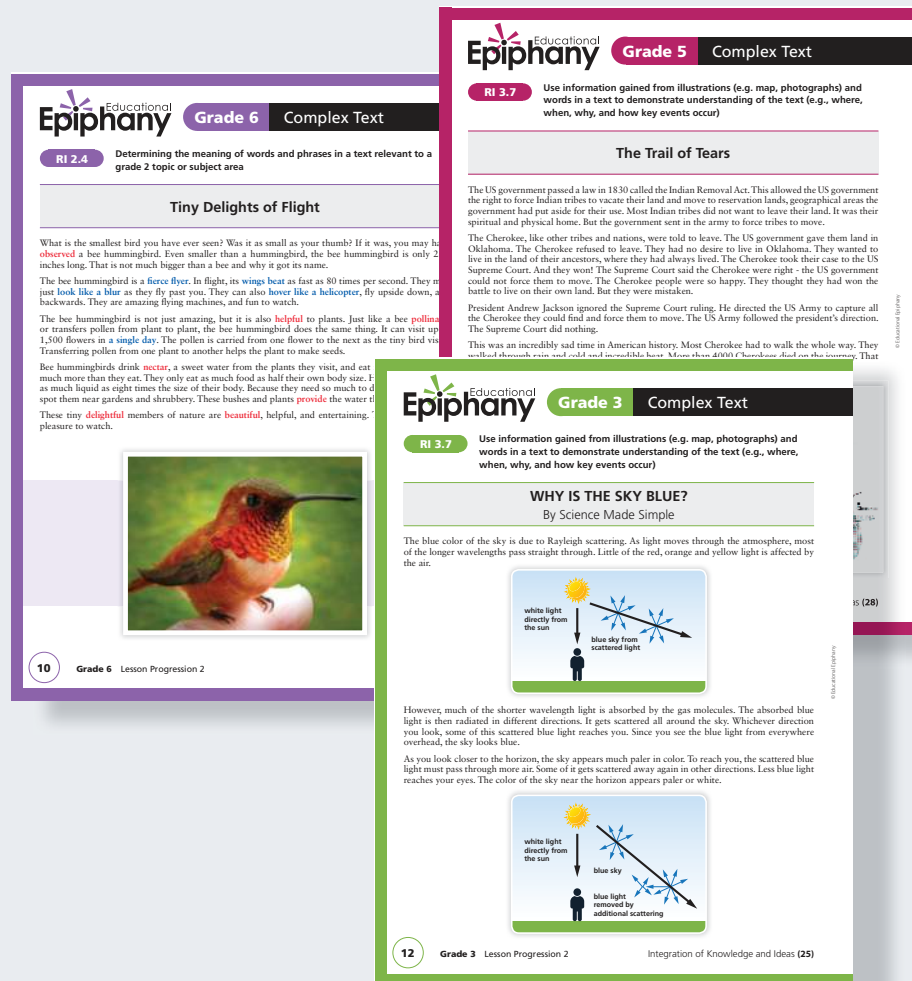 Educational
Epiphany
Grade 6
Complex Text
RI 2.4
Determining the meaning of words and phrases in a text relevant to a
grade 2 topic or subject area
Tiny Delights of Flight
What is the smallest bird you have ever seen? Was it as small as your thumb? If it was, you may
observed a bee hummingbird. Even smaller than a hummingbird, the bee hummingbird is only
inches long. That is not much bigger than a bee and why it got its name.
The bee hummingbird is a fierce flyer. In flight, its wings beat as fast as 80 times per second. They
just look like a blur as they fly past you. They can also hover like a helicopter, fly upside down,
backwards. They are amazing flying machines, and fun to watch.
The bee hummingbird is not just amazing, but it is also helpful to plants. Just like a bee
or transfers pollen from plant to plant, the bee hummingbird does the same thing. It can visit up
1,500 flowers in a single day. The pollen is carried from one flower to the next as the tiny bird
Transferring pollen from one plant to another helps the plant to make seeds.
Bee hummingbirds drink nectar, a sweet water from the plants they visit, and eat
much more than they eat. They only eat as much food as half their own body size.
as much liquid as eight times the size of their body. Because they need so much to
spot them near gardens and shrubbery. These bushes and plants provide the water
These tiny delightful members of nature are beautiful, helpful, and entertaining.
pleasure to watch.
10
Grade 6 Lesson Progression 2
Educational
Epiphany
Grade 5
Complex Text
RI 3.7
Use information gained from illustrations (e.g. map, photographs) and
words in a text to demonstrate understanding of the text (e.g., where,
when, why, and how key events occur)
The Trail of Tears
The US government passed a law in 1830 called the Indian Removal Act. This allowed the US government
the right to force Indian tribes to vacate their land and move to reservation lands, geographical areas the
government had put aside for their use. Most Indian tribes did not want to leave their land. It was their
spiritual and physical home. But the government sent in the army to force tribes to move.
The Cherokee, like other tribes and nations, were told to leave. The US government gave them land in
Oklahoma. The Cherokee refused to leave. They had no desire to live in Oklahoma. They wanted to
live in the land of their ancestors, where they had always lived. The Cherokee took their case to the US
Supreme Court. And they won! The Supreme Court said the Cherokee were right - the US government
could not force them to move. The Cherokee people were so happy. They thought they had won the
battle to live on their own land. But they were mistaken.
President Andrew Jackson ignored the Supreme Court ruling. He directed the US Army to capture all
the Cherokee they could find and force them to move. The US Army followed the president's direction.
The Supreme Court did nothing.
This was an incredibly sad time in American history. Most Cherokee had to walk the whole way. They
walked through rain and cold and incredible heat. More than 4000 Cherokees died on the journey. That
© Educational Epiphany
(28)
Educational
Epiphany
Grade 3
Complex Text
RI 3.7
Use information gained from illustrations (e.g. map, photographs) and
words in a text to demonstrate understanding of the text (e.g., where,
when, why, and how key events occur)
WHY IS THE SKY BLUE?
By Science Made Simple
The blue color of the sky is due to Rayleigh scattering. As light moves through the atmosphere, most
of the longer wavelengths pass straight through. Little of the red, orange and yellow light is affected by
the air.
white light
directly from
the sun
blue sky from
scattered light
However, much of the shorter wavelength light is absorbed by the gas molecules. The absorbed blue
light is then radiated in different directions. It gets scattered all around the sky. Whichever direction
you look, some of this scattered blue light reaches you. Since you see the blue light from everywhere
overhead, the sky looks blue.
As you look closer to the horizon, the sky appears much paler in color. To reach you, the scattered blue
light must pass through more air. Some of it gets scattered away again in other directions. Less blue light
reaches your eyes. The color of the sky near the horizon appears paler or white.
white light
directly from
the sun
blue sky
blue light
removed by
additional scattering
© Educational Epiphany
12
Grade 3 Lesson Progression 2
Integration of Knowledge and Ideas (25)